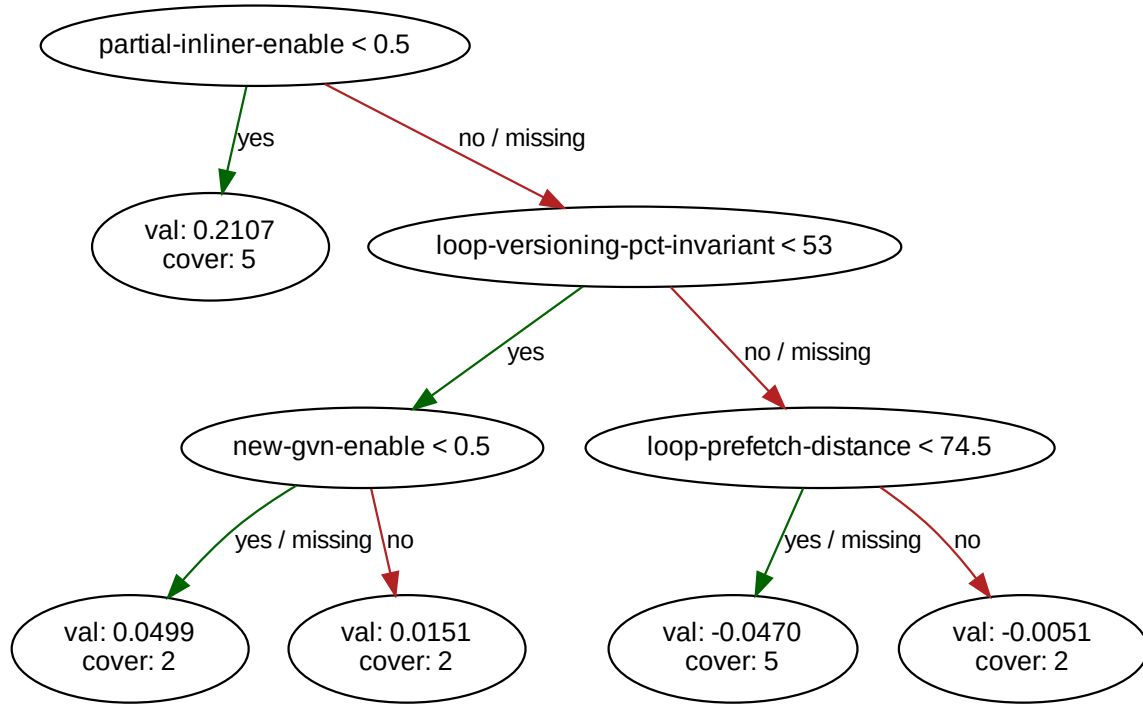 partial-inliner-enable < 0.5
yes
no / missing
val: 0.2107
cover: 5
loop-versioning-pct-invariant < 53
yes
no / missing
new-gvn-enable < 0.5
loop-prefetch-distance < 74.5
yes / missing
no
yes / missing
no
val: 0.0499
cover: 2
val: 0.0151
cover: 2
val: -0.0470
cover: 5
val: -0.0051
cover: 2